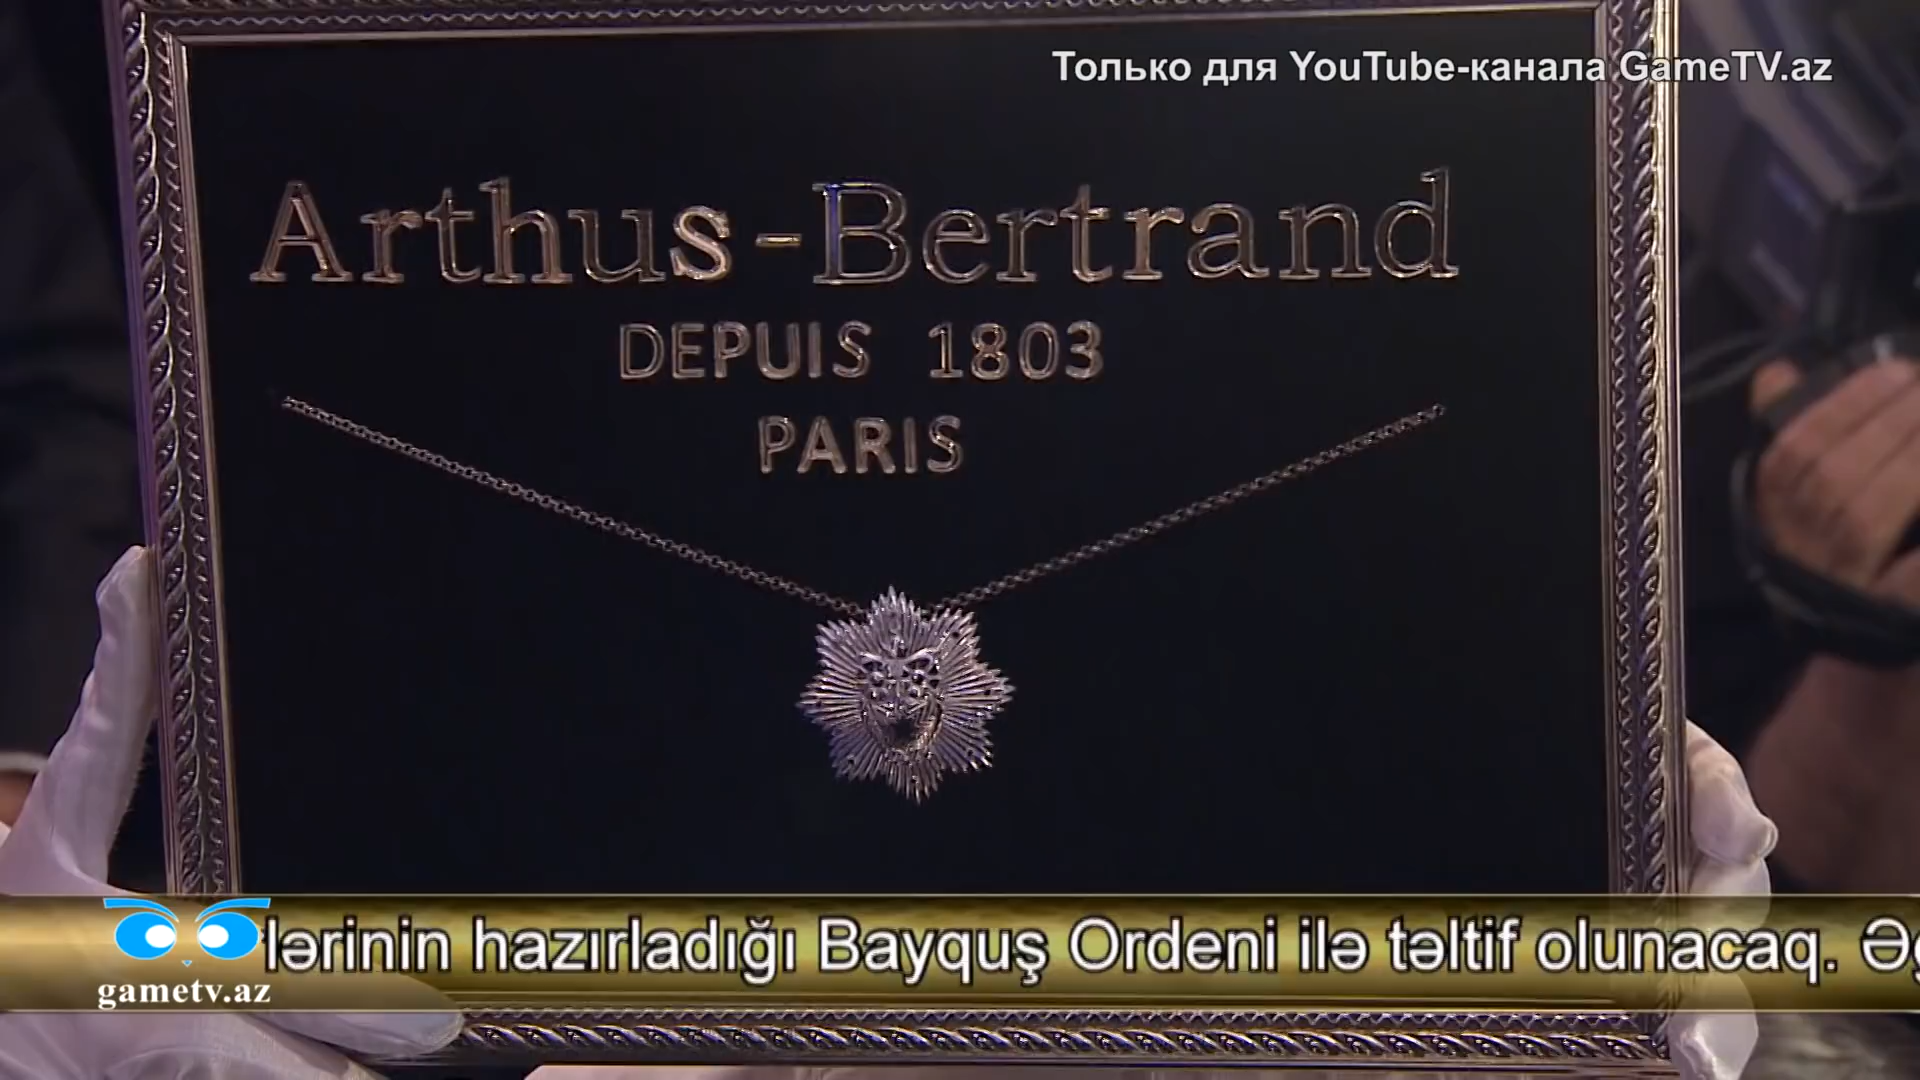 Только для YouTube-канала GameTV.az
Arthus-Bertrand
DEPUIS 1803
PARIS
lərinin hazırladığı Bayquş Ordeni ilə təltif olunacaq.
gametv.az